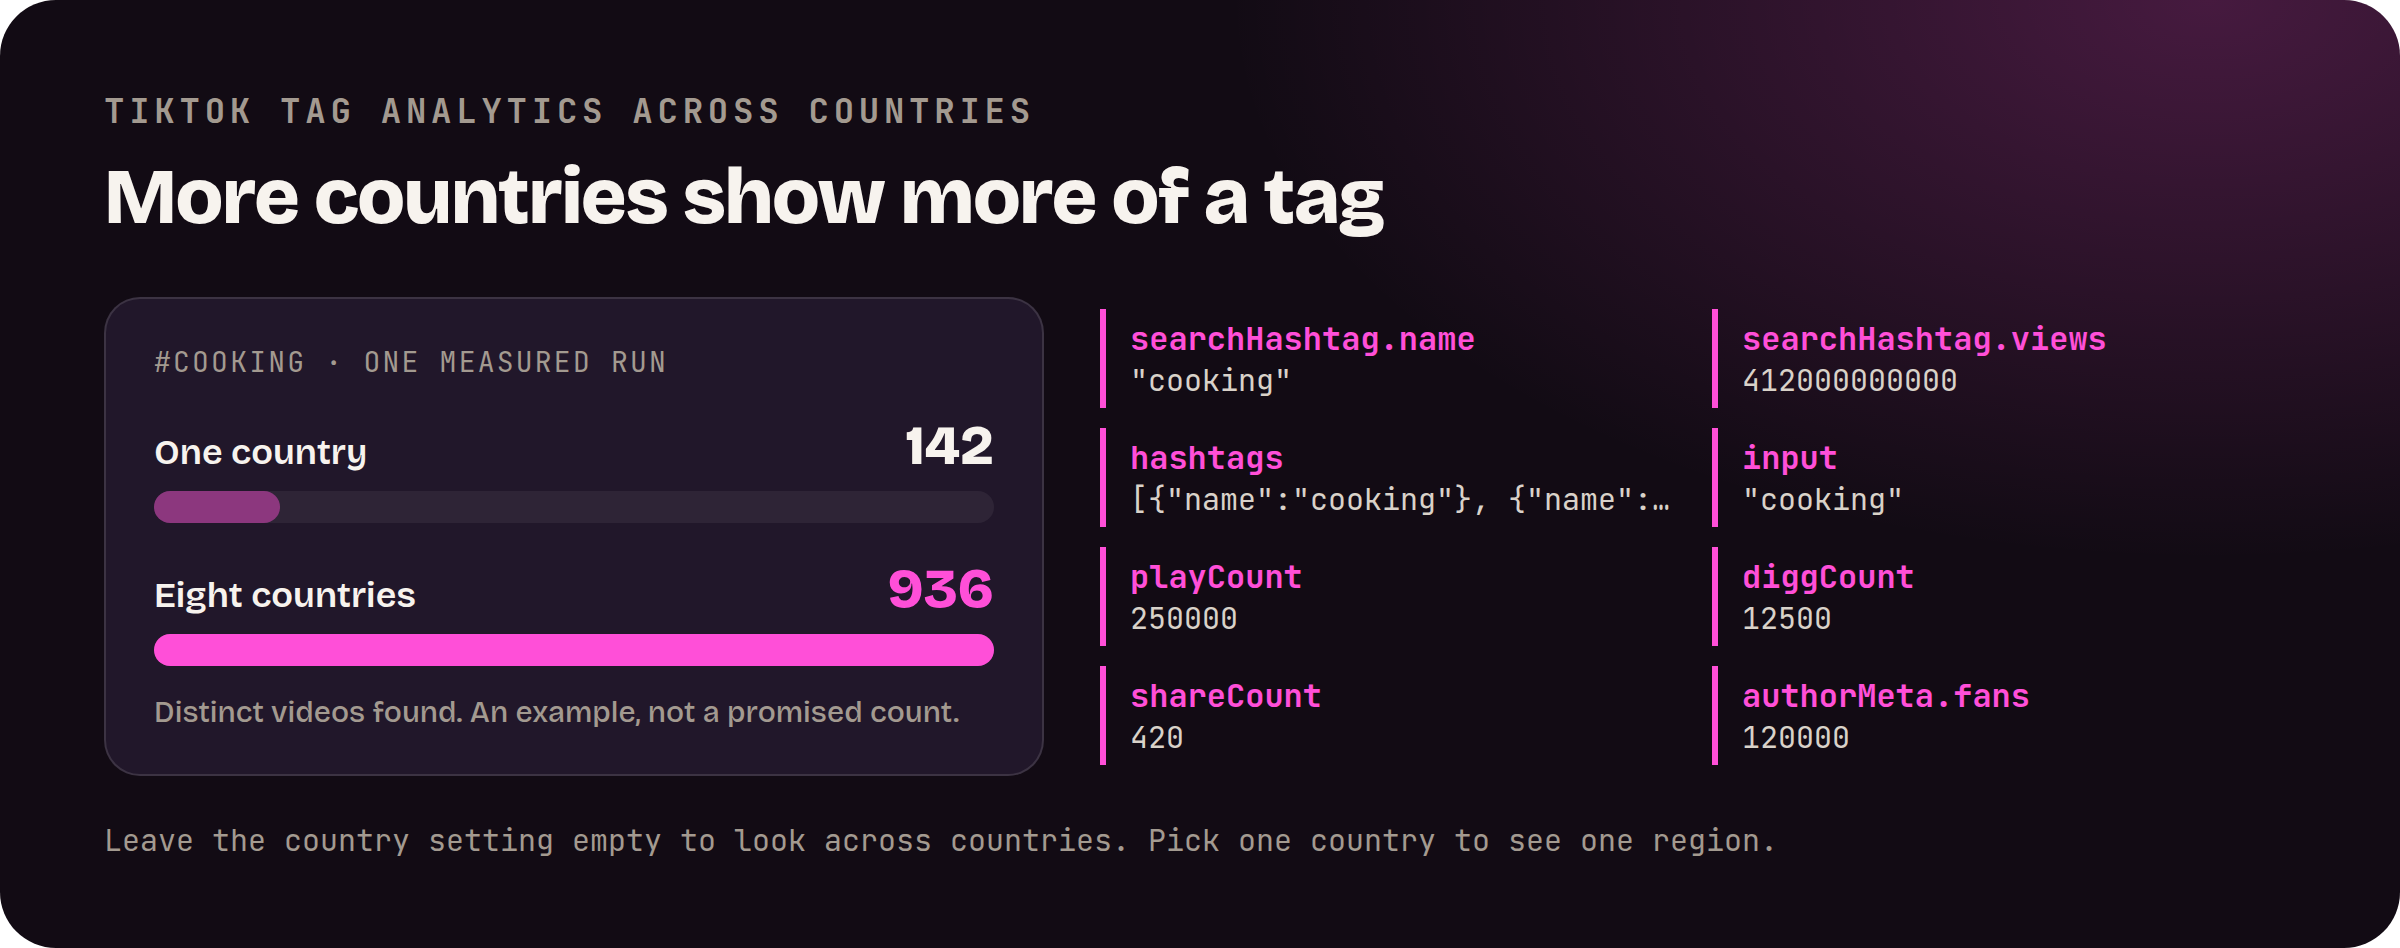 TIKTOK TAG ANALYTICS ACROSS COUNTRIES
More countries show more of a tag
#COOKING · ONE MEASURED RUN
One country 142
Eight countries 936
Distinct videos found. An example, not a promised count.
searchHashtag.name
"cooking"
searchHashtag.views
412000000000
hashtags
[{"name":"cooking"}, {"name":…
input
"cooking"
playCount
250000
diggCount
12500
shareCount
420
authorMeta.fans
120000
Leave the country setting empty to look across countries. Pick one country to see one region.